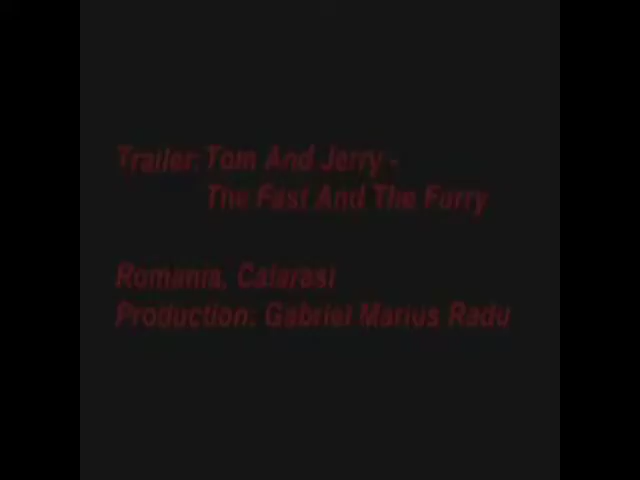 Trailer: Tom And Jerry -
The Fast And The Furry
Romania, Calarasi
Production: Gabriel Marius Radu